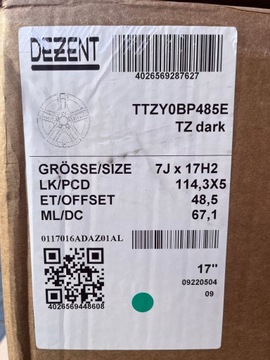 DEZENT
4026569287627
TTZY0BP485E
TZ dark
GRÖSSE/SIZE 7J x 17H2
LK/PCD 114,3X5
ET/OFFSET 48,5
ML/DC 67,1
0117016ADAZ01AL
17"
09220504
09
4026569448608